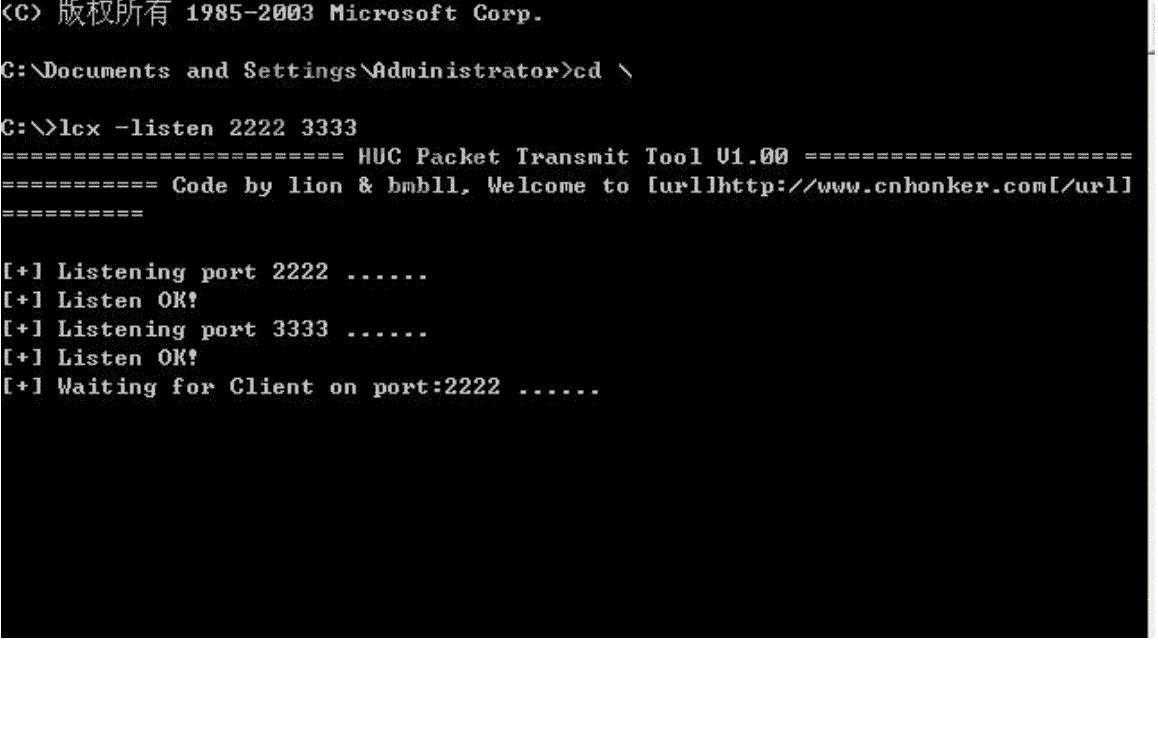 (C) 版权所有 1985-2003 Microsoft Corp.
C:\Documents and Settings\Administrator>cd \
C:\>lcx -listen 2222 3333
======================== HUC Packet Transmit Tool V1.00 =======================
=========== Code by lion & bmbll, Welcome to [url]http://www.cnhonker.com[/url]
==========
[+] Listening port 2222 ......
[+] Listen OK!
[+] Listening port 3333 ......
[+] Listen OK!
[+] Waiting for Client on port:2222 ......